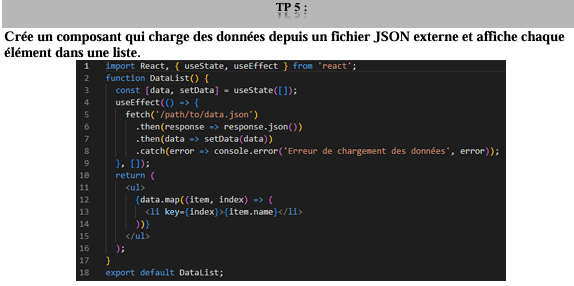 TP 5 :
Crée un composant qui charge des données depuis un fichier JSON externe et affiche chaque
élément dans une liste.
1 import React, { useState, useEffect } from 'react';
2 function DataList() {
3 const [data, setData] = useState([]);
4 useEffect(() => {
5 fetch('/path/to/data.json')
6 .then(response => response.json())
7 .then(data => setData(data))
8 .catch(error => console.error('Erreur de chargement des données', error));
9 }, []);
10 return (
11 <ul>
12 {data.map((item, index) => (
13 <li key={index}>{item.name}</li>
14 ))}
15 </ul>
16 );
17 }
18 export default DataList;